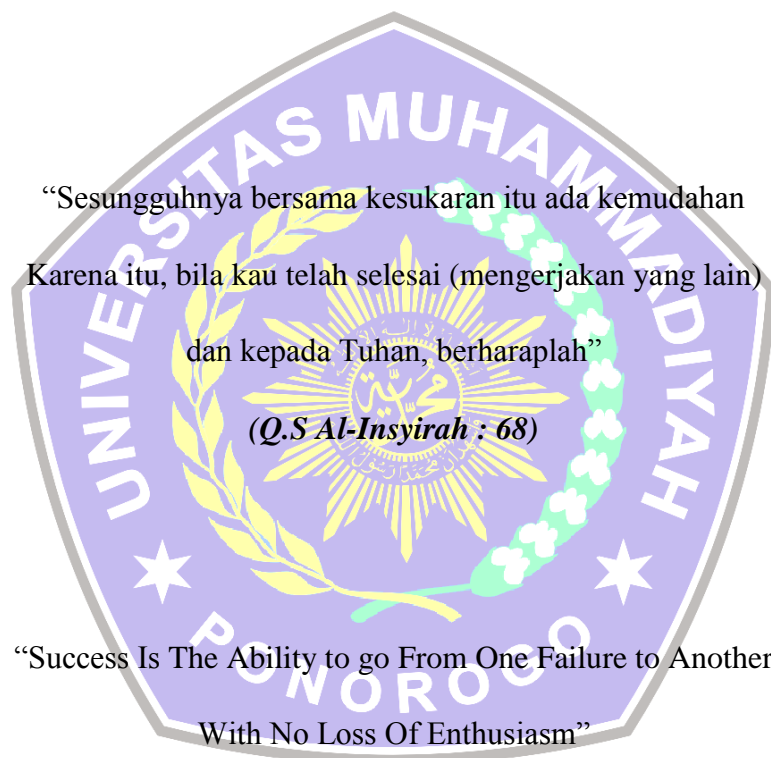 UNIVERSITAS MUHAMMADIYAH
“Sesungguhnya bersama kesukaran itu ada kemudahan
Karena itu, bila kau telah selesai (mengerjakan yang lain)
dan kepada Tuhan, berharaplah”
(Q.S Al-Insyirah : 68)
“Success Is The Ability to go From One Failure to Another
PONOROGO
With No Loss Of Enthusiasm”